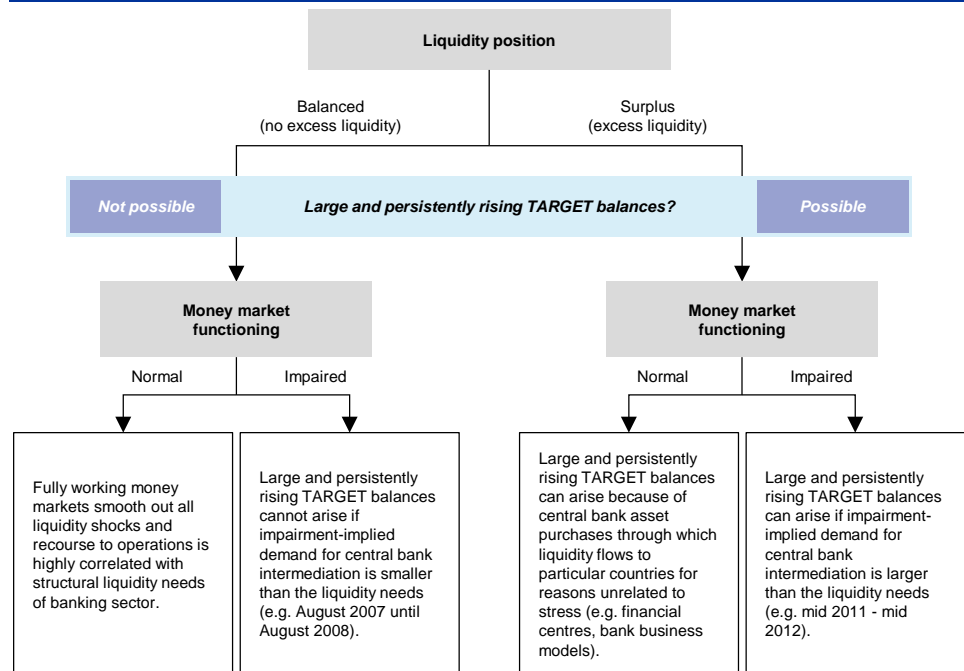 Liquidity position
Balanced
(no excess liquidity)
Surplus
(excess liquidity)
Not possible
Large and persistently rising TARGET balances?
Possible
Money market
functioning
Money market
functioning
Normal
Impaired
Normal
Impaired
Fully working money
markets smooth out all
liquidity shocks and
recourse to operations is
highly correlated with
structural liquidity needs
of banking sector.
Large and persistently
rising TARGET balances
cannot arise if
impairment-implied
demand for central bank
intermediation is smaller
than the liquidity needs
(e.g. August 2007 until
August 2008).
Large and persistently
rising TARGET balances
can arise because of
central bank asset
purchases through which
liquidity flows to
particular countries for
reasons unrelated to
stress (e.g. financial
centres, bank business
models).
Large and persistently
rising TARGET balances
can arise if impairment-
implied demand for
central bank
intermediation is larger
than the liquidity needs
(e.g. mid 2011 - mid
2012).